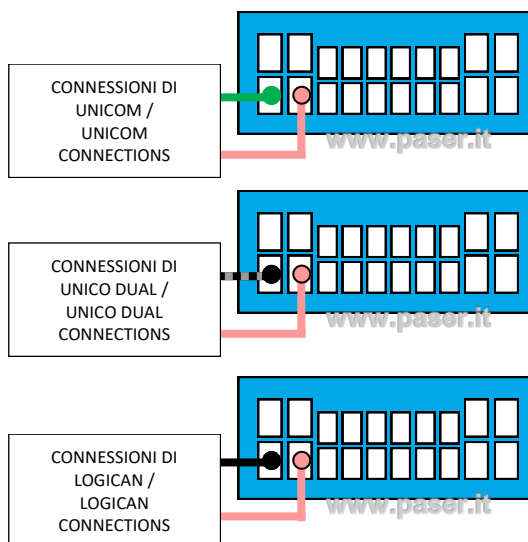 CONNESSIONI DI
UNICOM /
UNICOM
CONNECTIONS
www.paser.it
CONNESSIONI DI
UNICO DUAL /
UNICO DUAL
CONNECTIONS
www.paser.it
CONNESSIONI DI
LOGICAN /
LOGICAN
CONNECTIONS
www.paser.it